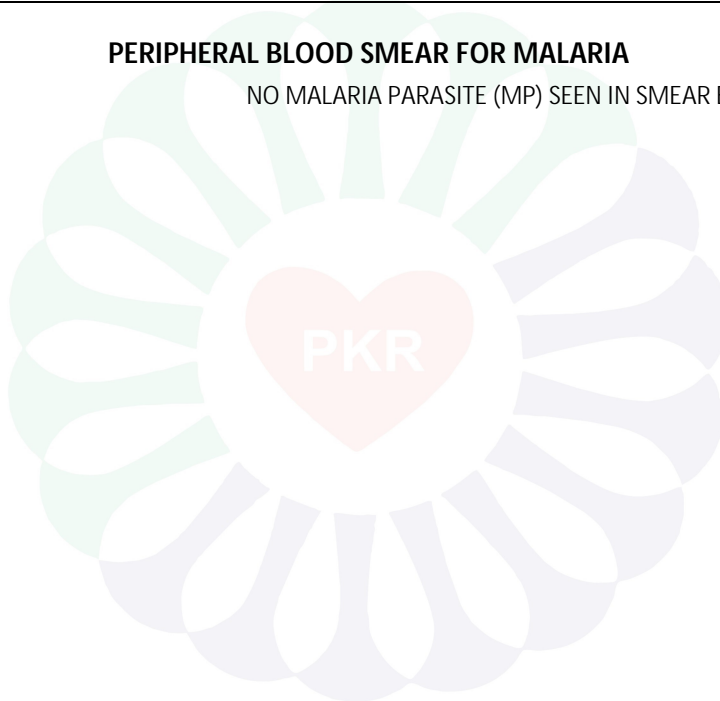 PERIPHERAL BLOOD SMEAR FOR MALARIA
NO MALARIA PARASITE (MP) SEEN IN SMEAR
PKR